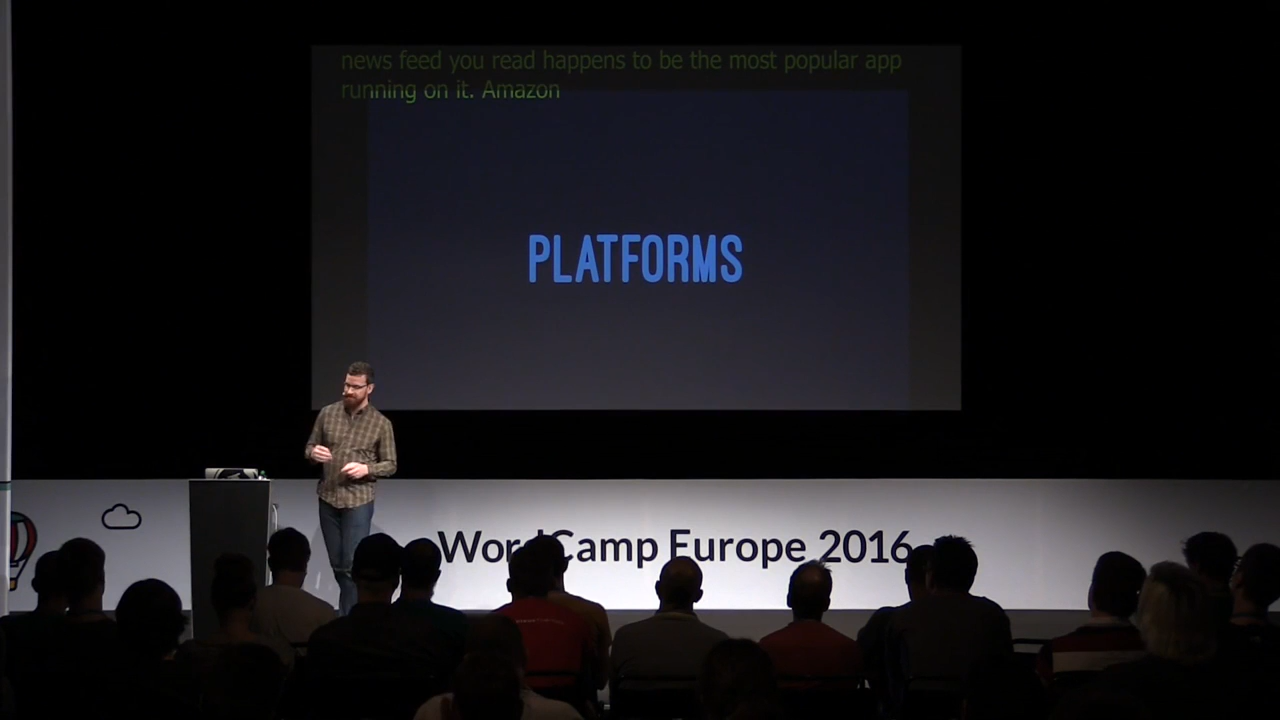 news feed you read happens to be the most popular app
running on it. Amazon
PLATFORMS
WordCamp Europe 2016